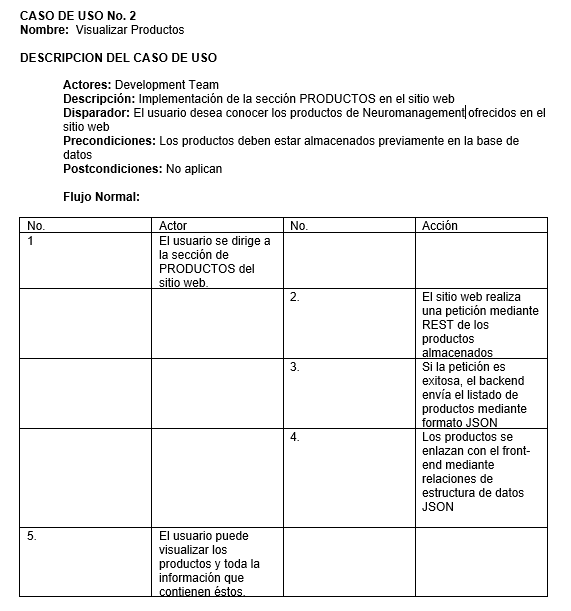 CASO DE USO No. 2
Nombre: Visualizar Productos
DESCRIPCION DEL CASO DE USO
Actores: Development Team
Descripción: Implementación de la sección PRODUCTOS en el sitio web
Disparador: El usuario desea conocer los productos de Neuromanagement ofrecidos en el
sitio web
Precondiciones: Los productos deben estar almacenados previamente en la base de
datos
Postcondiciones: No aplican
Flujo Normal:
No. Actor No. Acción
1 El usuario se dirige a
la sección de
PRODUCTOS del
sitio web.
2. El sitio web realiza
una petición mediante
REST de los
productos
almacenados
3. Si la petición es
exitosa, el backend
envía el listado de
productos mediante
formato JSON
4. Los productos se
enlazan con el front-
end mediante
relaciones de
estructura de datos
JSON
5. El usuario puede
visualizar los
productos y toda la
información que
contienen éstos.